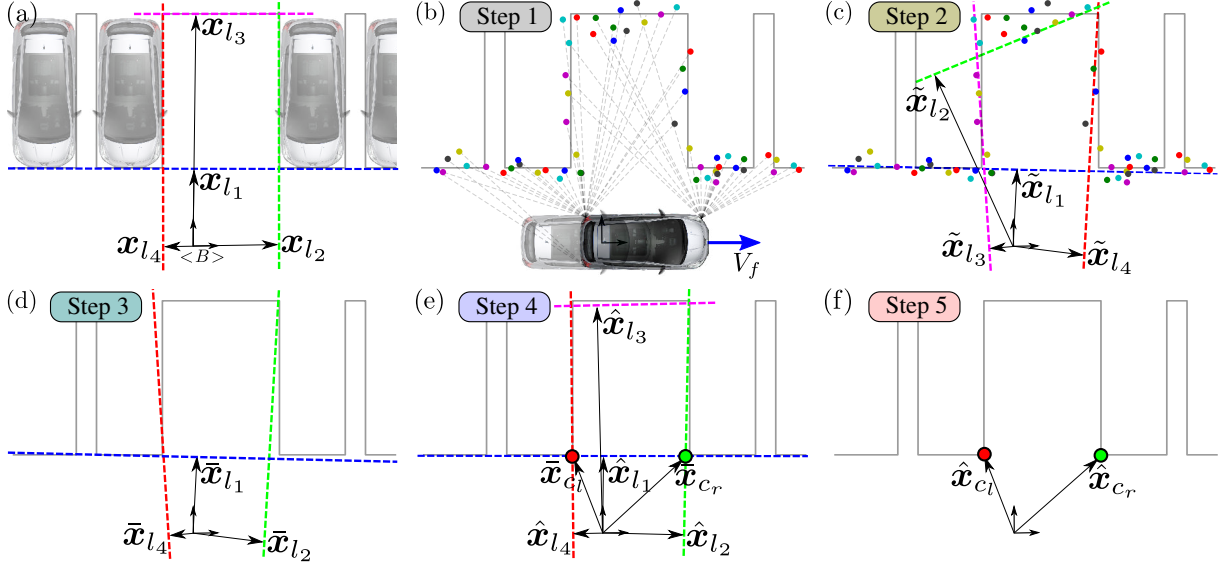 (a)
x_{l_3}
x_{l_1}
x_{l_4}
<B>
x_{l_2}
(b)
Step 1
V_f
(c)
Step 2
x̃_{l_2}
x̃_{l_1}
x̃_{l_3}
x̃_{l_4}
(d)
Step 3
x̄_{l_1}
x̄_{l_4}
x̄_{l_2}
(e)
Step 4
x̂_{l_3}
x̄_{c_l}
x̂_{l_1}
x̄_{c_r}
x̂_{l_4}
x̂_{l_2}
(f)
Step 5
x̂_{c_l}
x̂_{c_r}